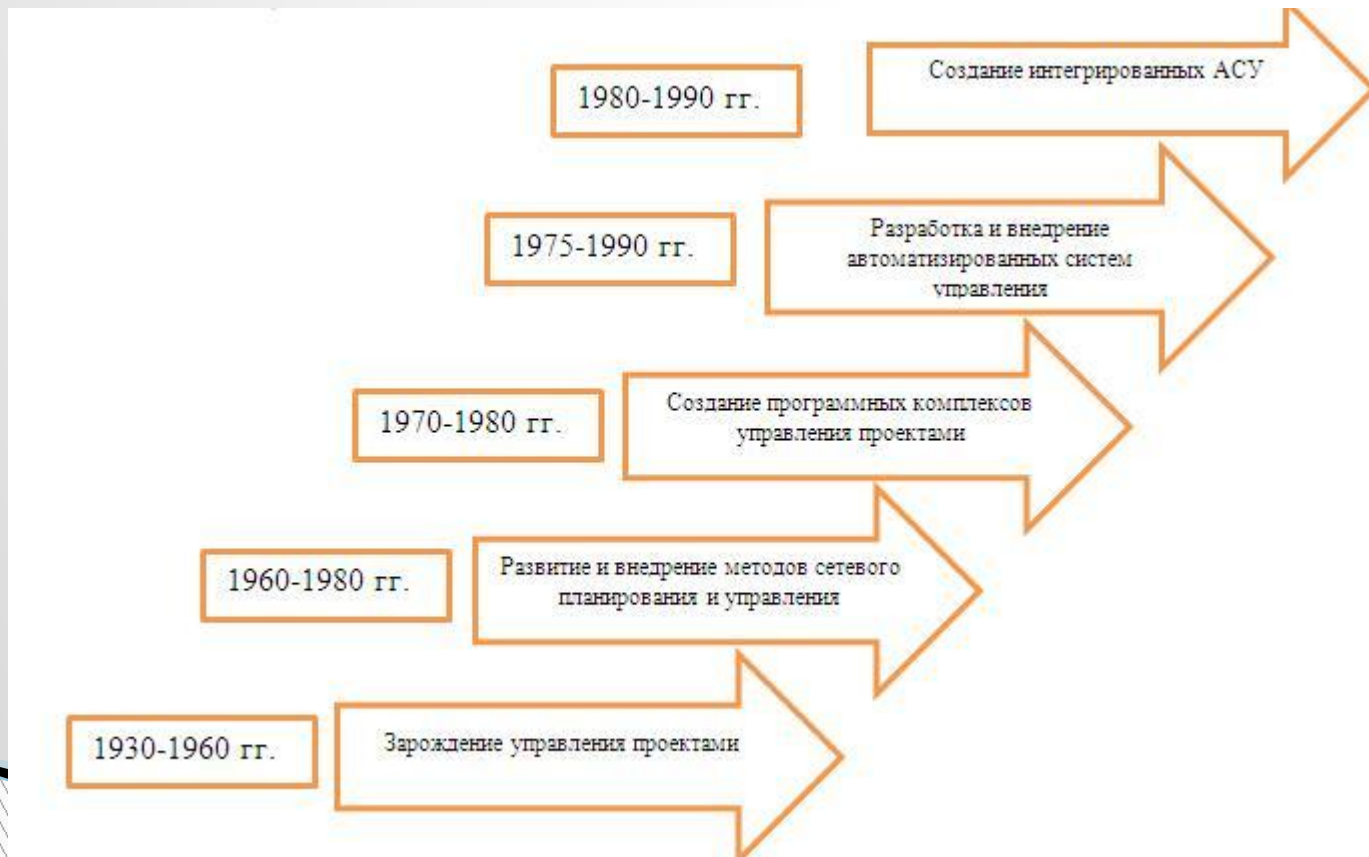 1980-1990 гг.
Создание интегрированных АСУ
1975-1990 гг.
Разработка и внедрение
автоматизированных систем
управления
1970-1980 гг.
Создание программных комплексов
управления проектами
1960-1980 гг.
Развитие и внедрение методов сетевого
планирования и управления
1930-1960 гг.
Зарождение управления проектами